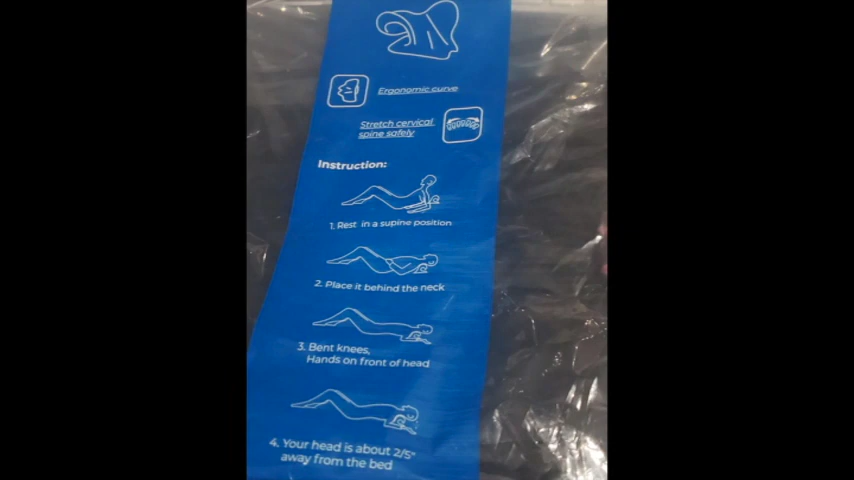 Ergonomic curve
Stretch cervical
spine safely
Instruction:
1. Rest in a supine position
2. Place it behind the neck
3. Bent knees,
Hands on front of head
4. Your head is about 2/5"
away from the bed